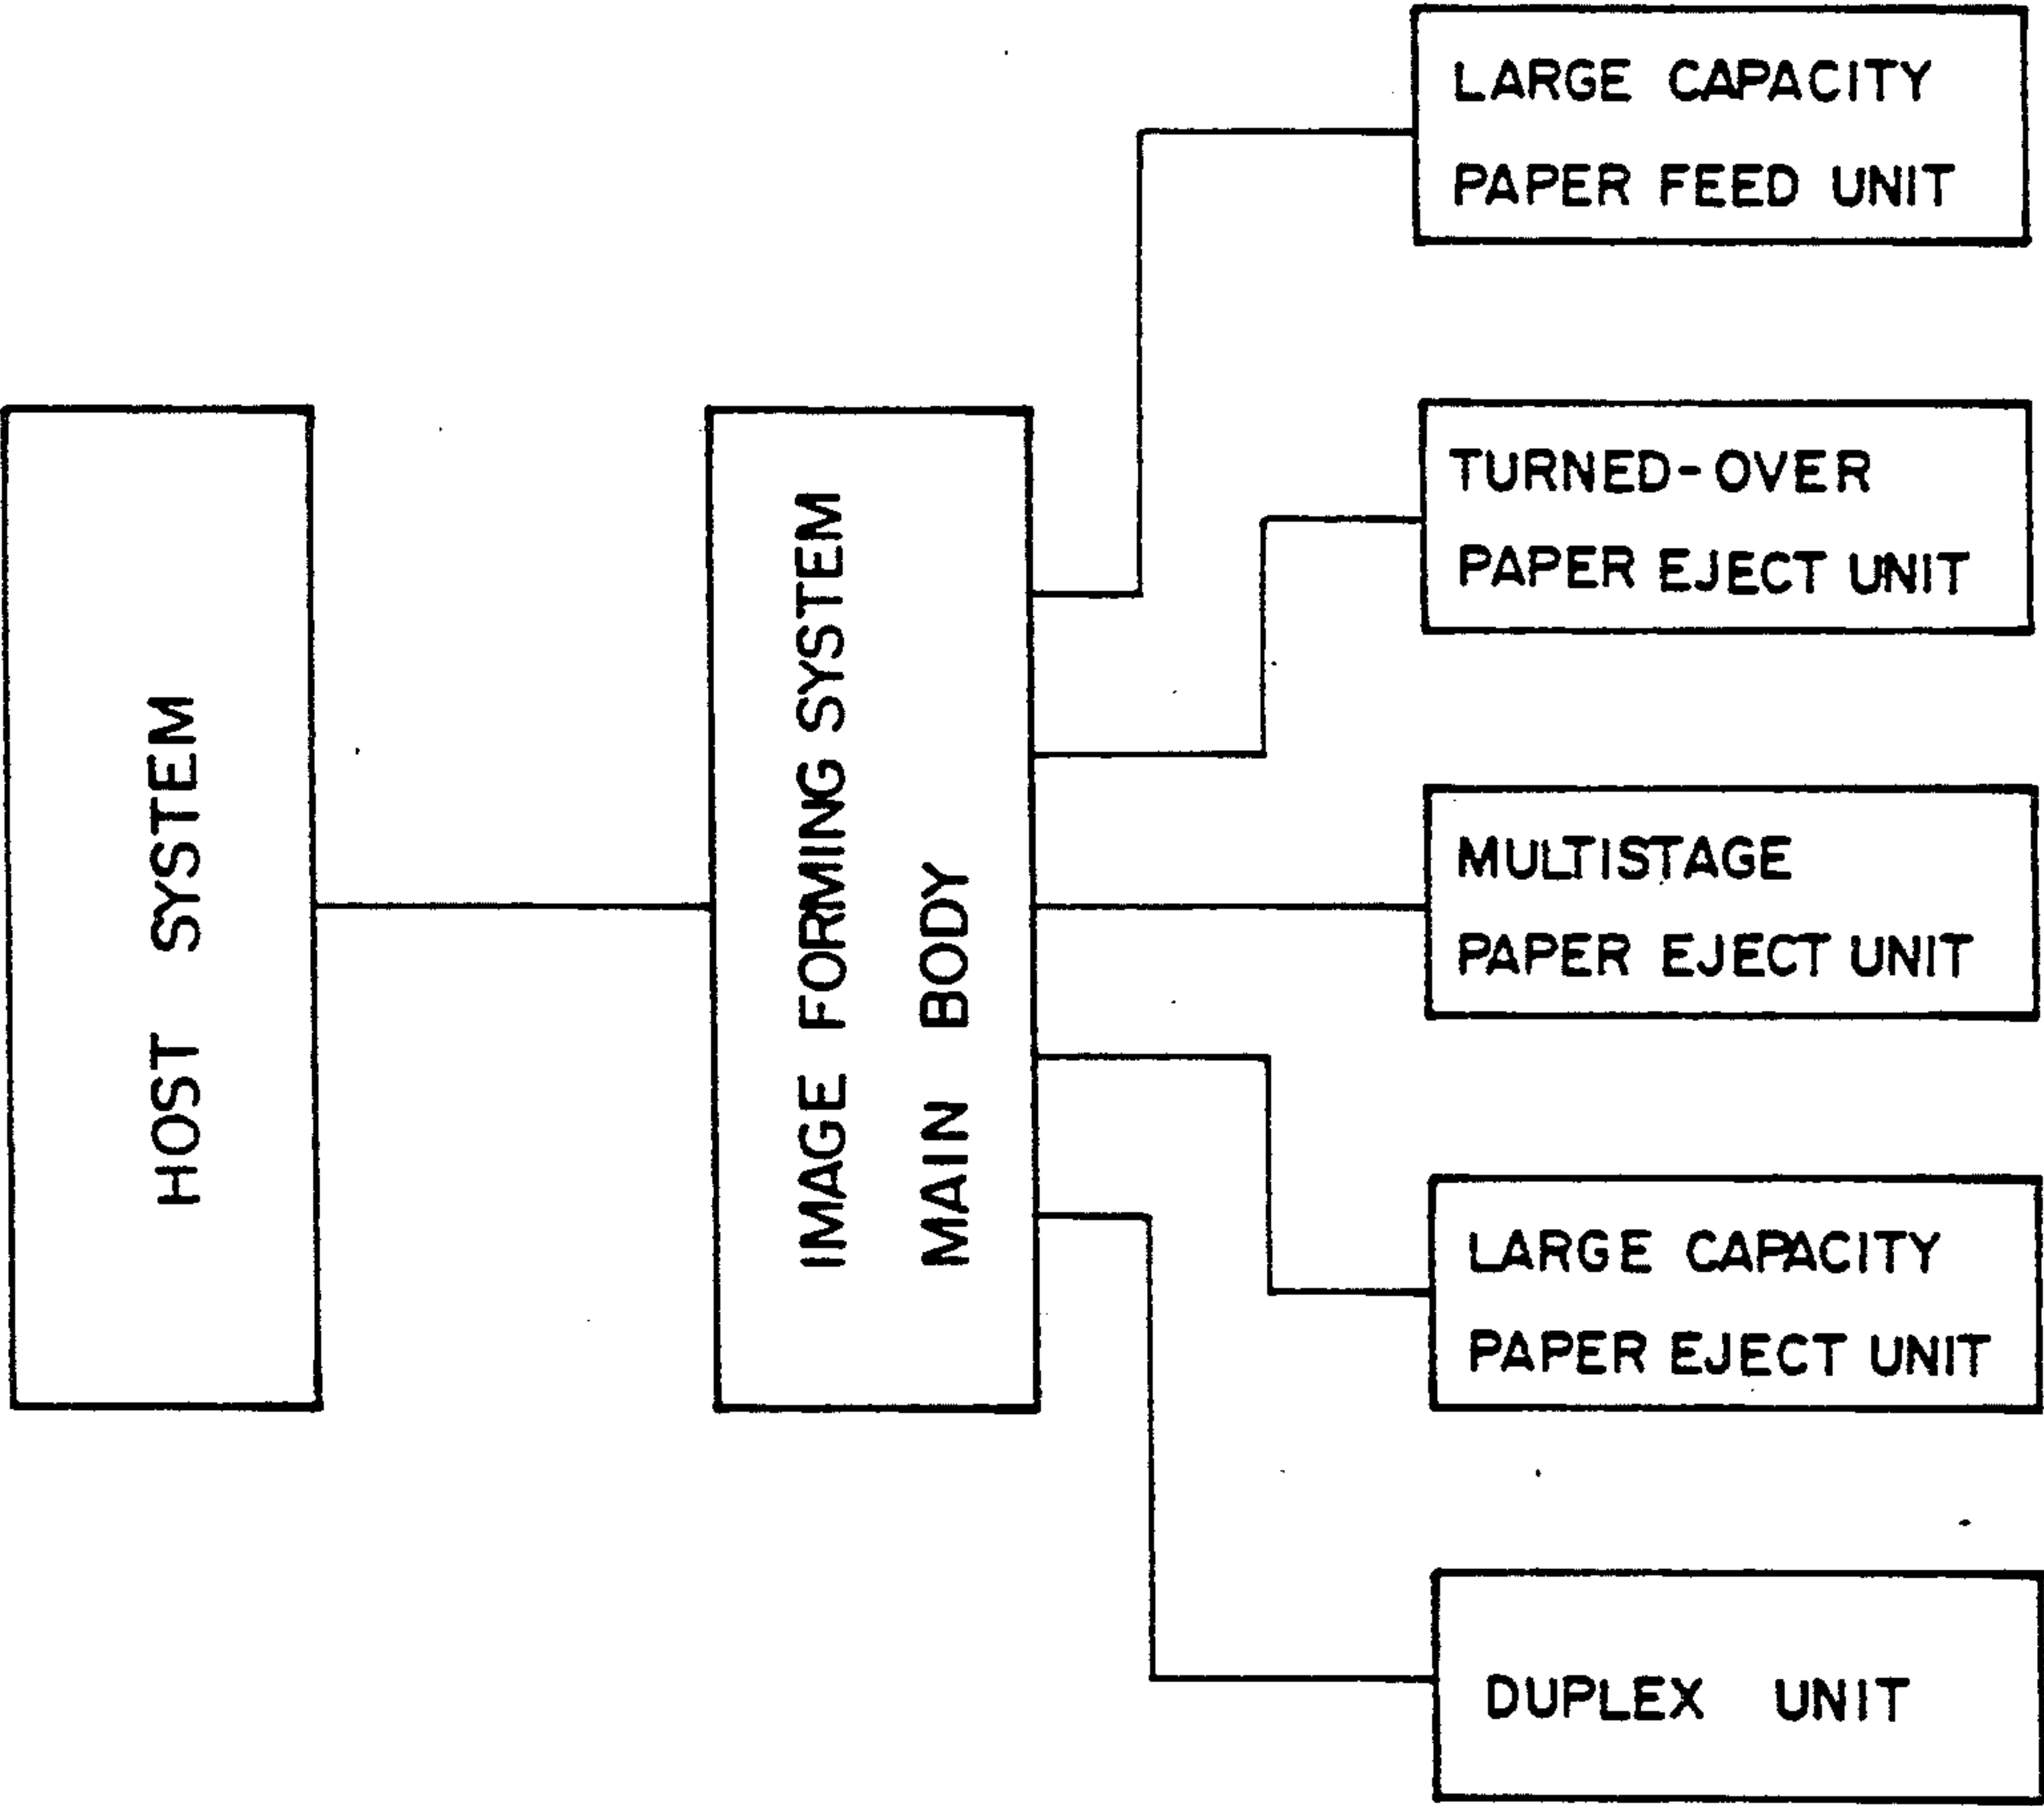 HOST SYSTEM
IMAGE FORMING SYSTEM
MAIN BODY
LARGE CAPACITY
PAPER FEED UNIT
TURNED-OVER
PAPER EJECT UNIT
MULTISTAGE
PAPER EJECT UNIT
LARGE CAPACITY
PAPER EJECT UNIT
DUPLEX UNIT